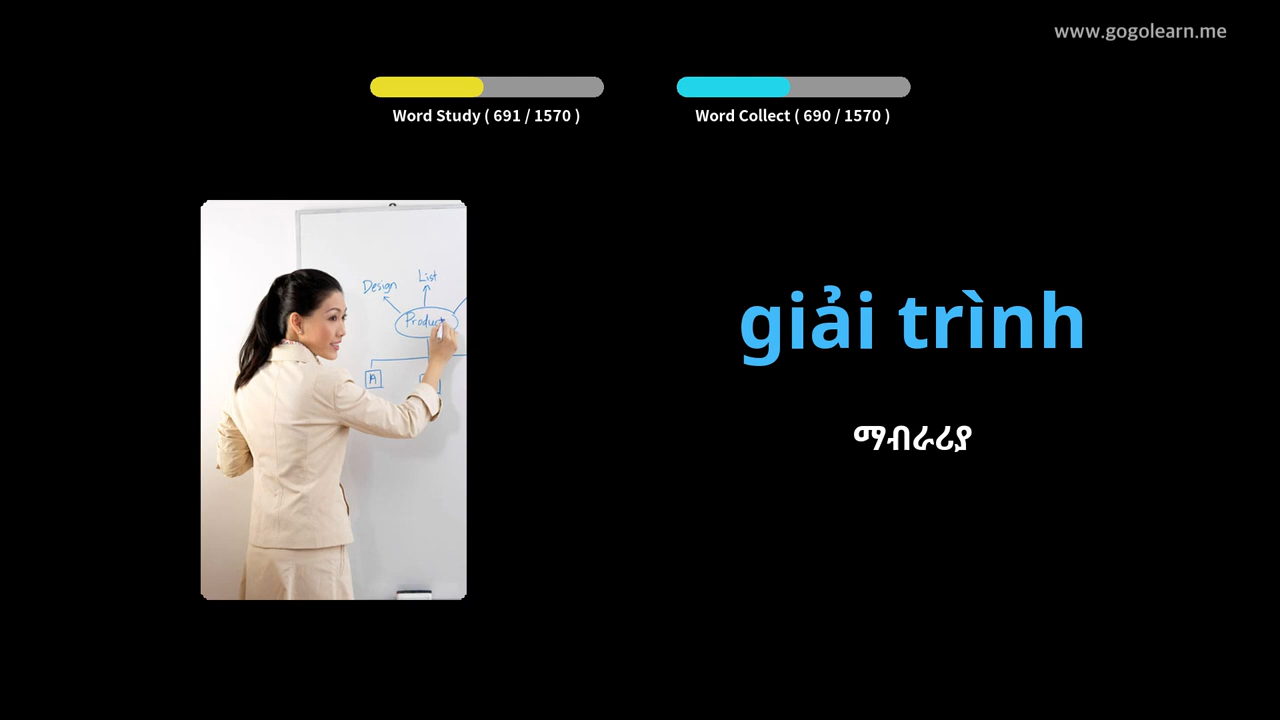 www.gogolearn.me
Word Study ( 691 / 1570 )
Word Collect ( 690 / 1570 )
Design
List
Product
A
giải trình
ማብራሪያ